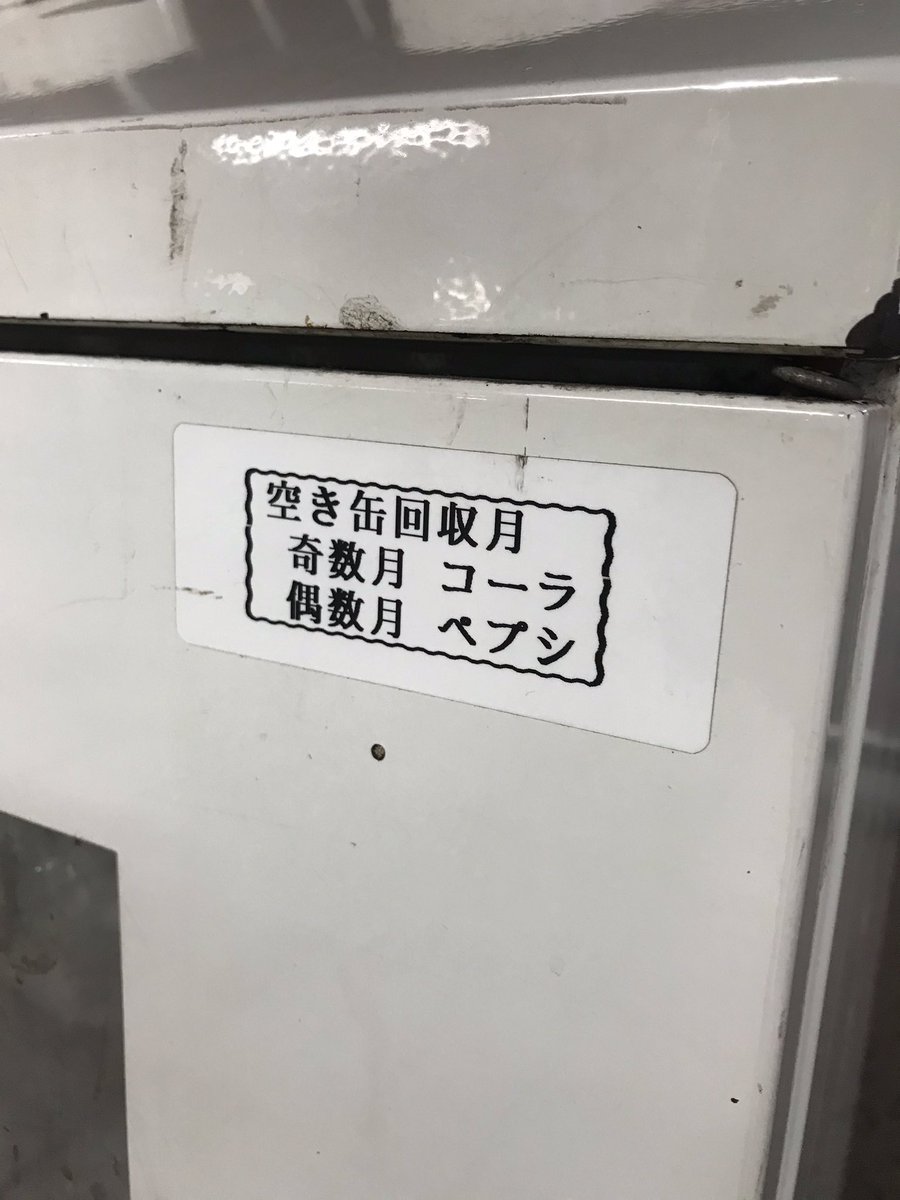 空き缶回収月
奇数月 コーラ
偶数月 ペプシ